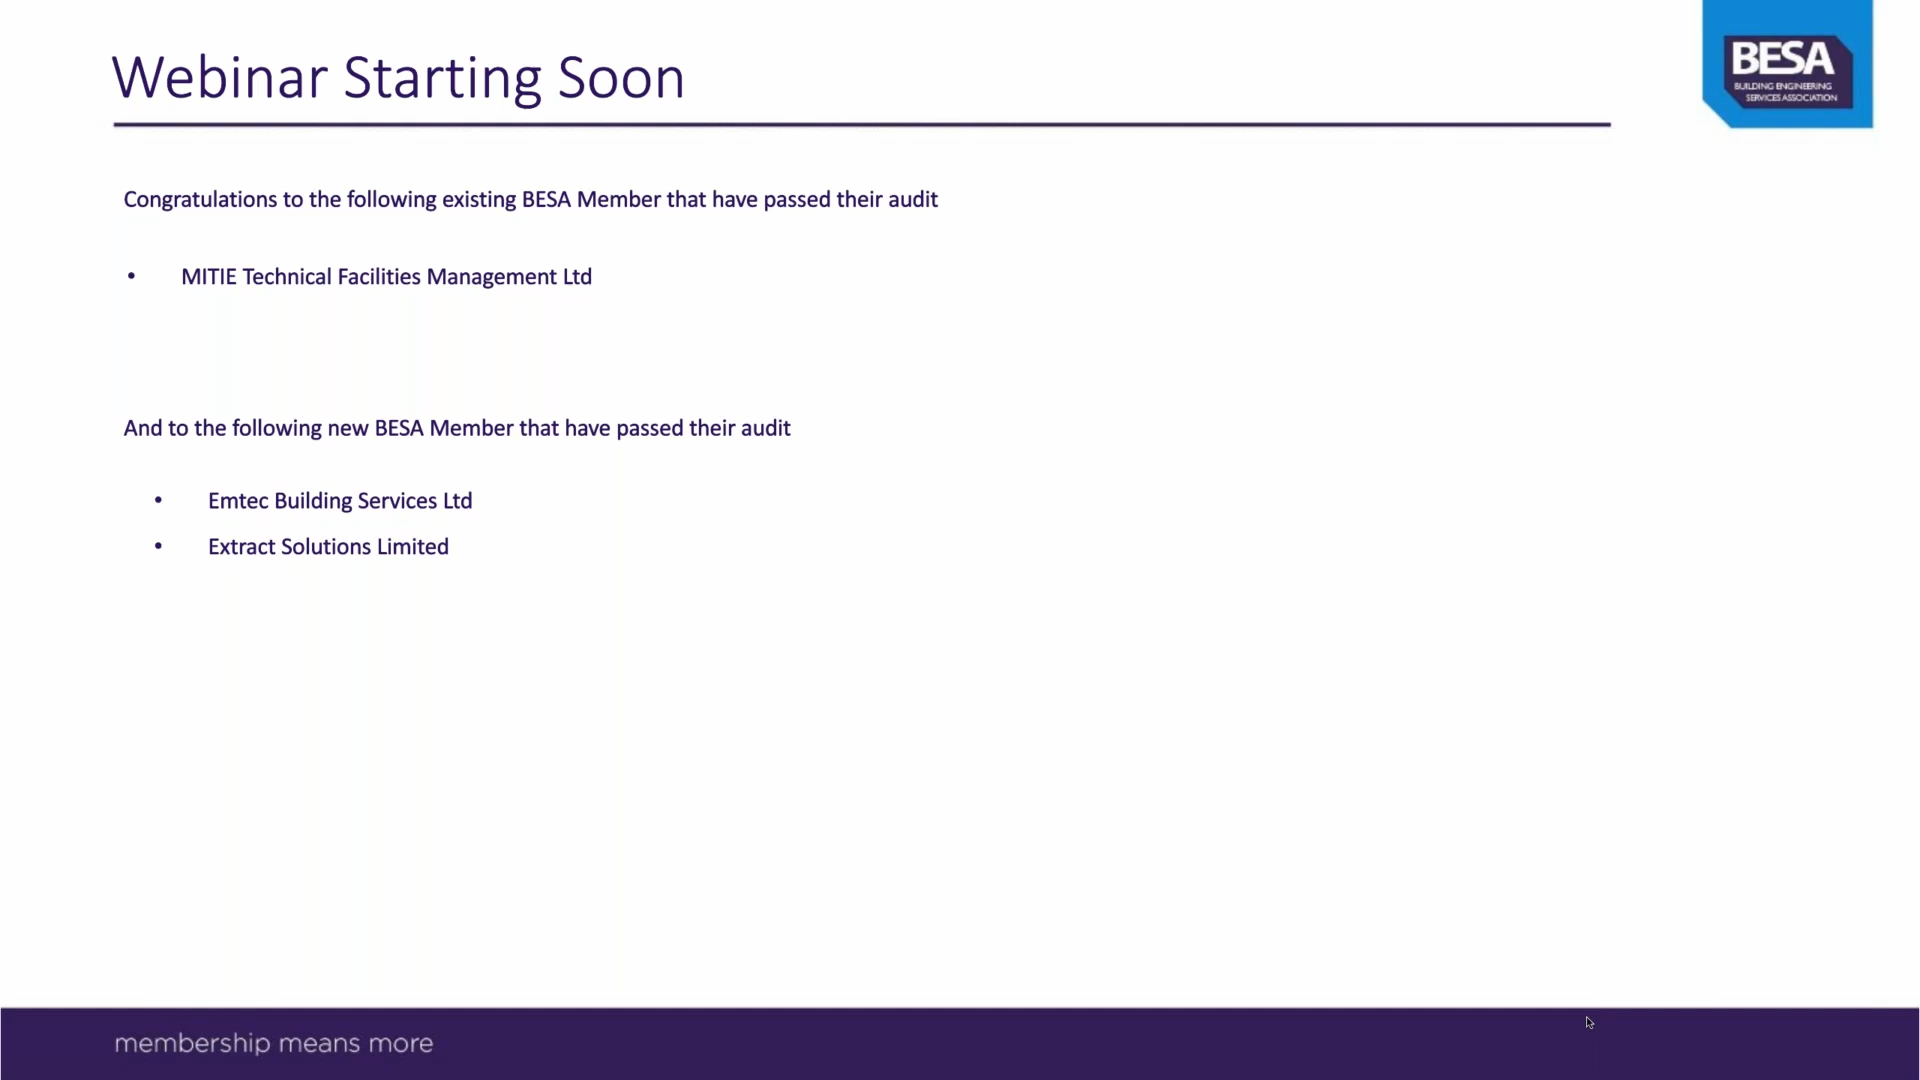 Webinar Starting Soon
BESA
BUILDING ENGINEERING
SERVICES ASSOCIATION
Congratulations to the following existing BESA Member that have passed their audit
• MITIE Technical Facilities Management Ltd
And to the following new BESA Member that have passed their audit
• Emtec Building Services Ltd
• Extract Solutions Limited
membership means more